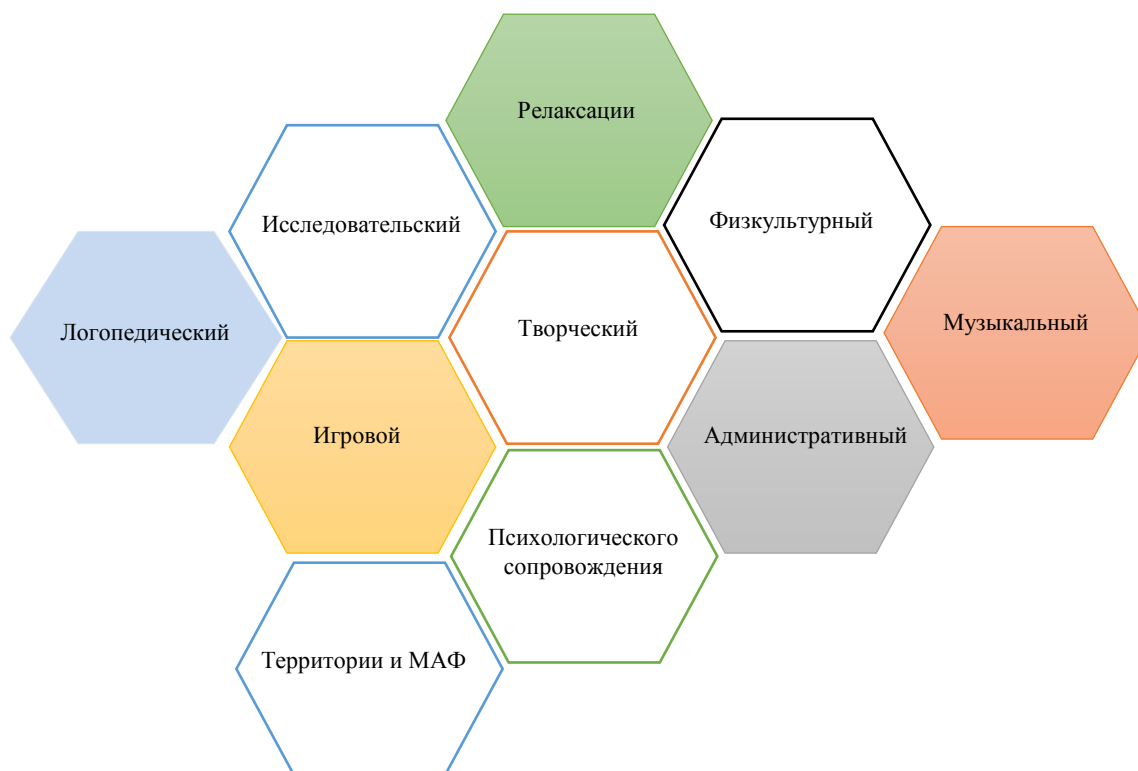 Релаксации
Исследовательский
Физкультурный
Логопедический
Творческий
Музыкальный
Игровой
Административный
Психологического
сопровождения
Территории и МАФ